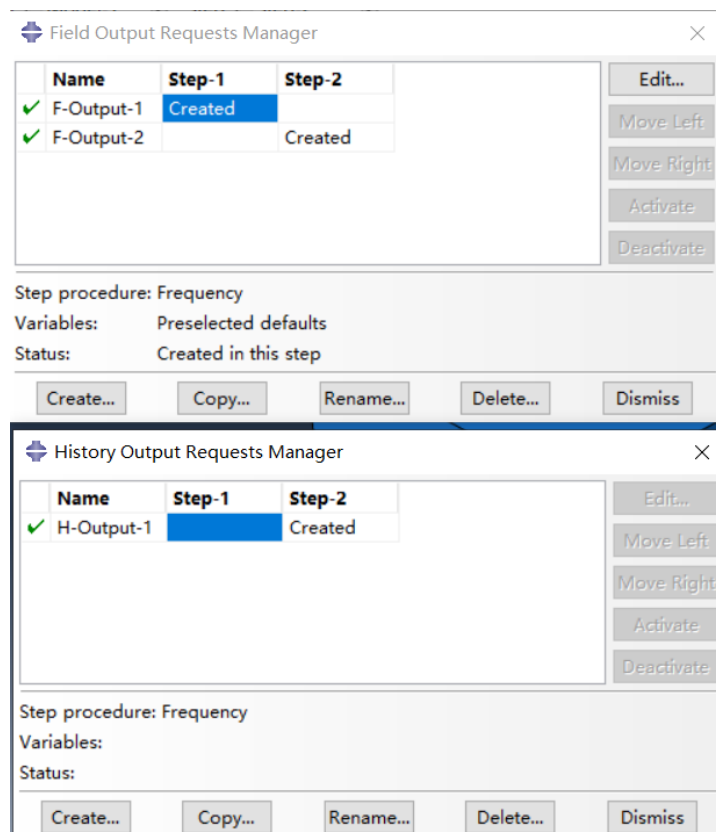 Field Output Requests Manager
Name Step-1 Step-2
F-Output-1 Created
F-Output-2 Created
Edit...
Move Left
Move Right
Activate
Deactivate
Step procedure: Frequency
Variables: Preselected defaults
Status: Created in this step
Create... Copy... Rename... Delete... Dismiss
History Output Requests Manager
Name Step-1 Step-2
H-Output-1 Created
Edit...
Move Left
Move Right
Activate
Deactivate
Step procedure: Frequency
Variables:
Status:
Create... Copy... Rename... Delete... Dismiss